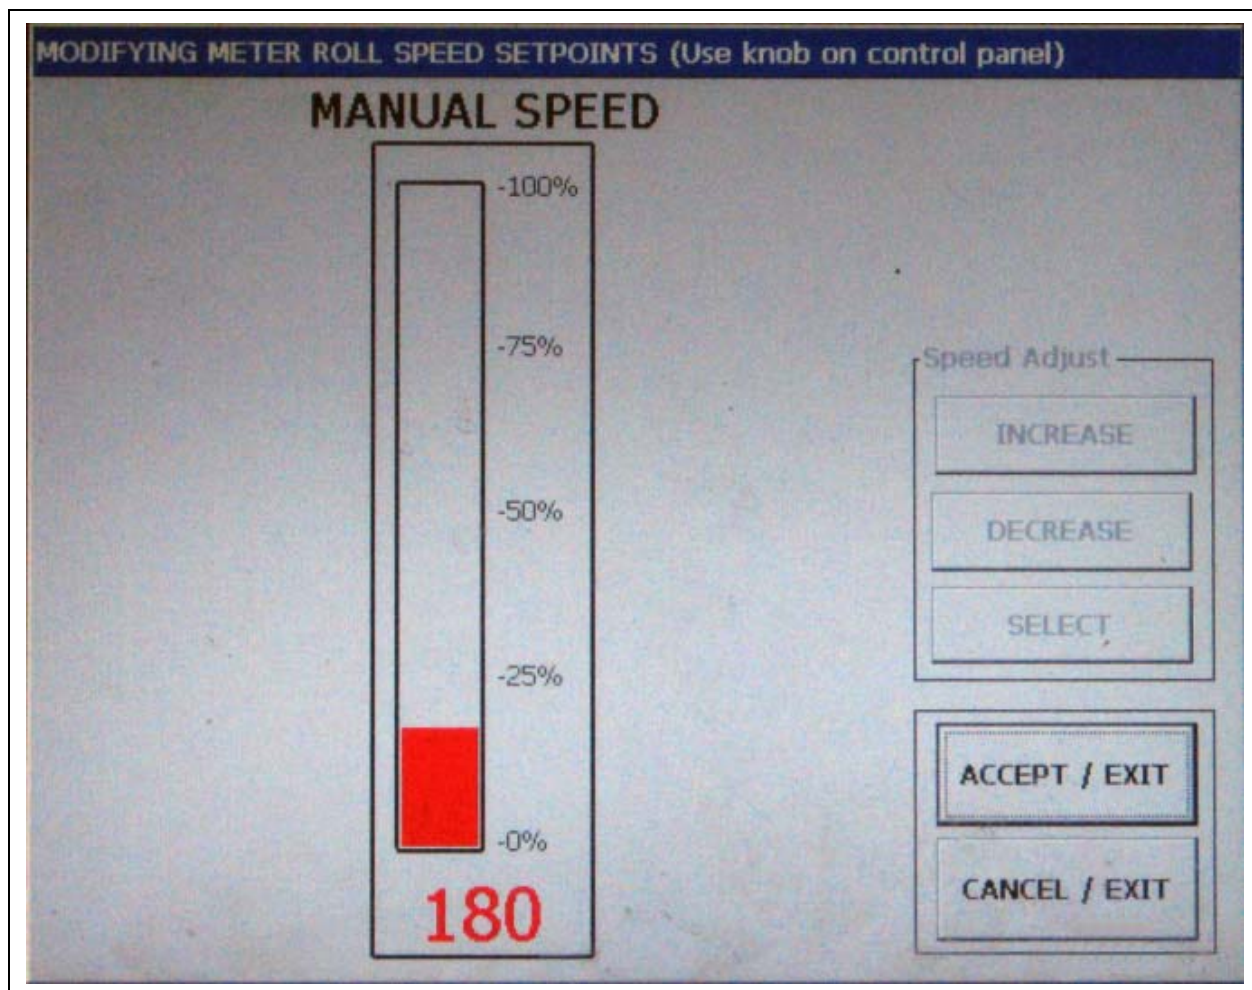 MODIFYING METER ROLL SPEED SETPOINTS (Use knob on control panel)
MANUAL SPEED
-100%
-75%
-50%
-25%
-0%
180
Speed Adjust
INCREASE
DECREASE
SELECT
ACCEPT / EXIT
CANCEL / EXIT